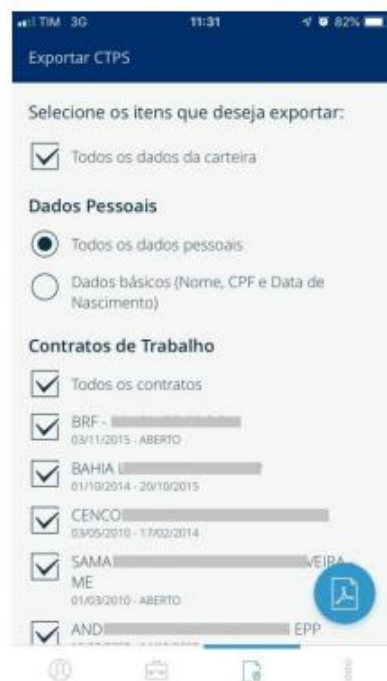 TIM 3G 11:31 82%
Exportar CTPS
Selecione os itens que deseja exportar:
Todos os dados da carteira
Dados Pessoais
Todos os dados pessoais
Dados básicos (Nome, CPF e Data de
Nascimento)
Contratos de Trabalho
Todos os contratos
BRF -
03/11/2015 - ABERTO
BAHIA
01/10/2014 - 20/10/2015
CENCO
03/05/2010 - 17/02/2014
SAMA VEIRA
ME
01/03/2010 - ABERTO
AND EPP